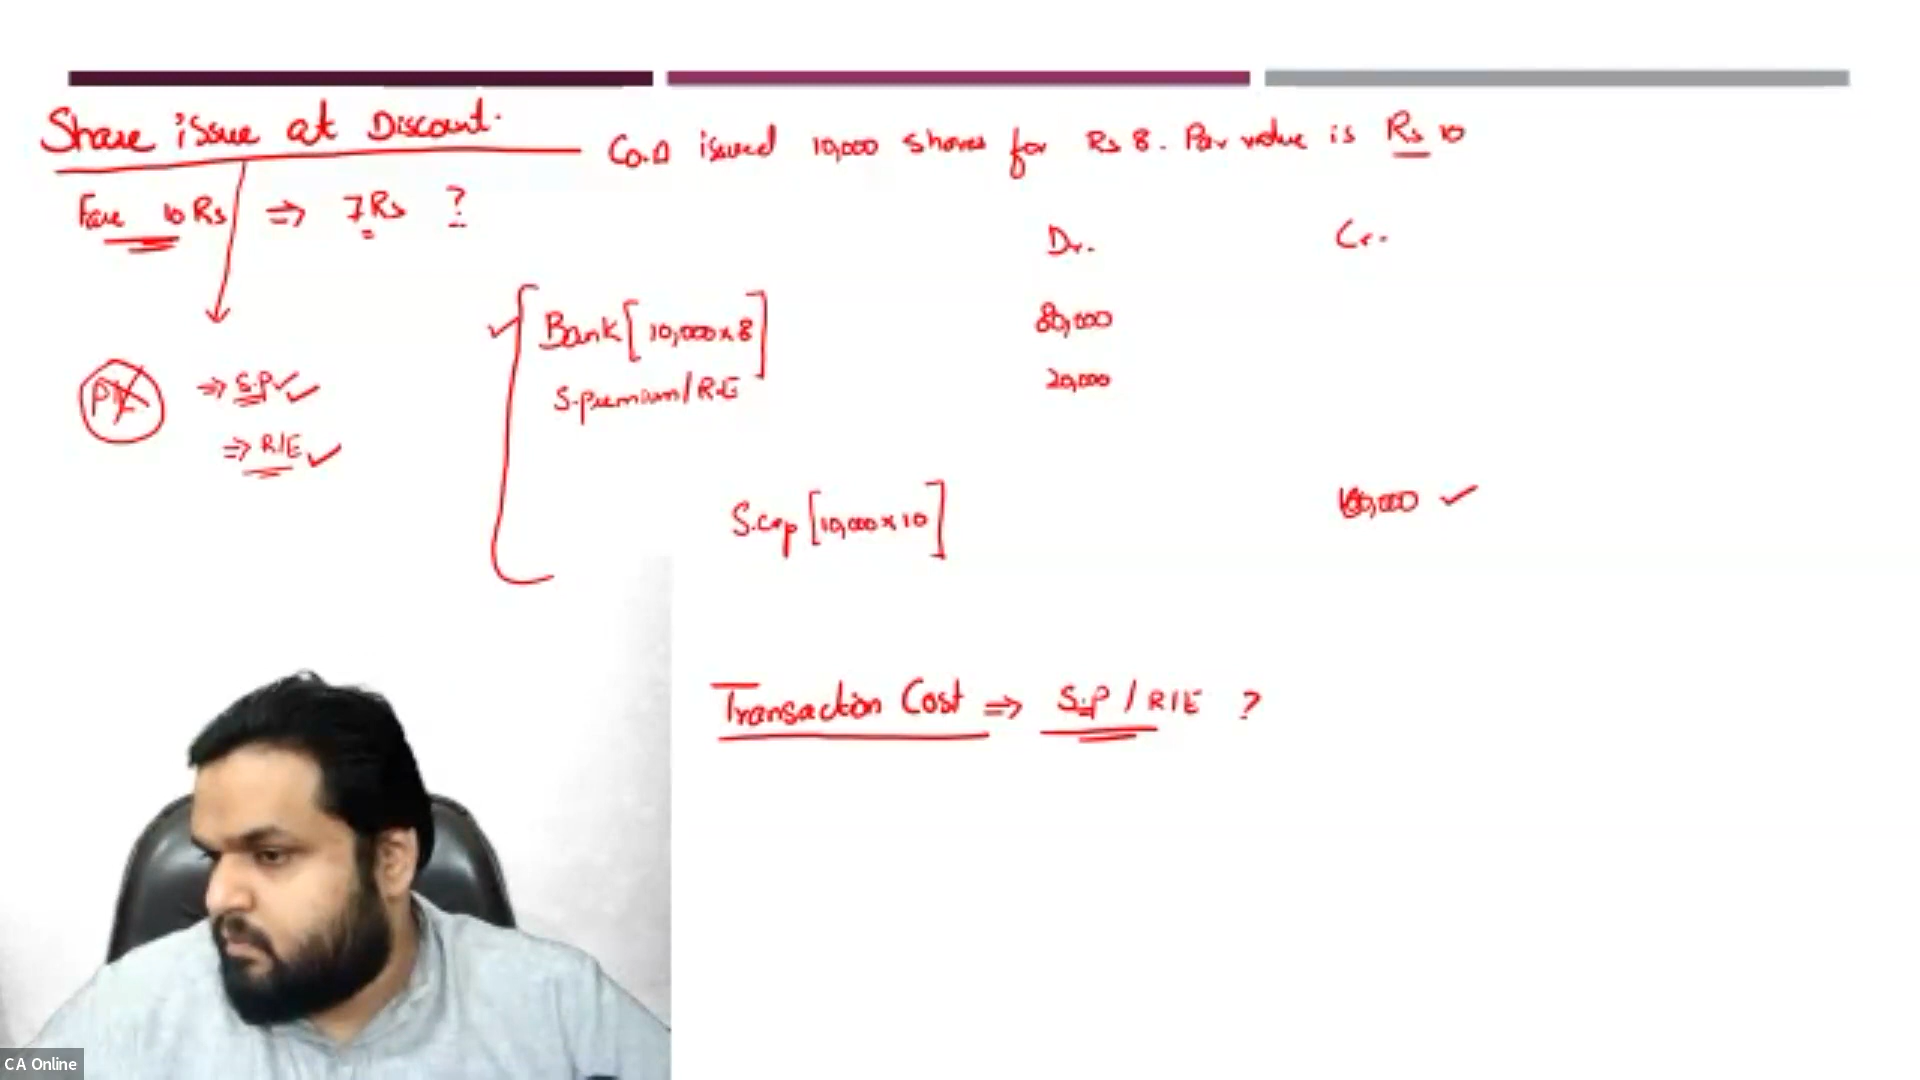 Share issue at Discount.
Co.A issued 10,000 shares for Rs 8. Par value is Rs 10
Face 10 Rs ⇒ 7 Rs ?
Dr. Cr.
Bank [10,000 x 8] 80,000
S.Premium/R.E 20,000
⇒ S.P
⇒ R/E
S.cap [10,000 x 10] 100,000
Transaction Cost ⇒ S.P / R/E ?
CA Online